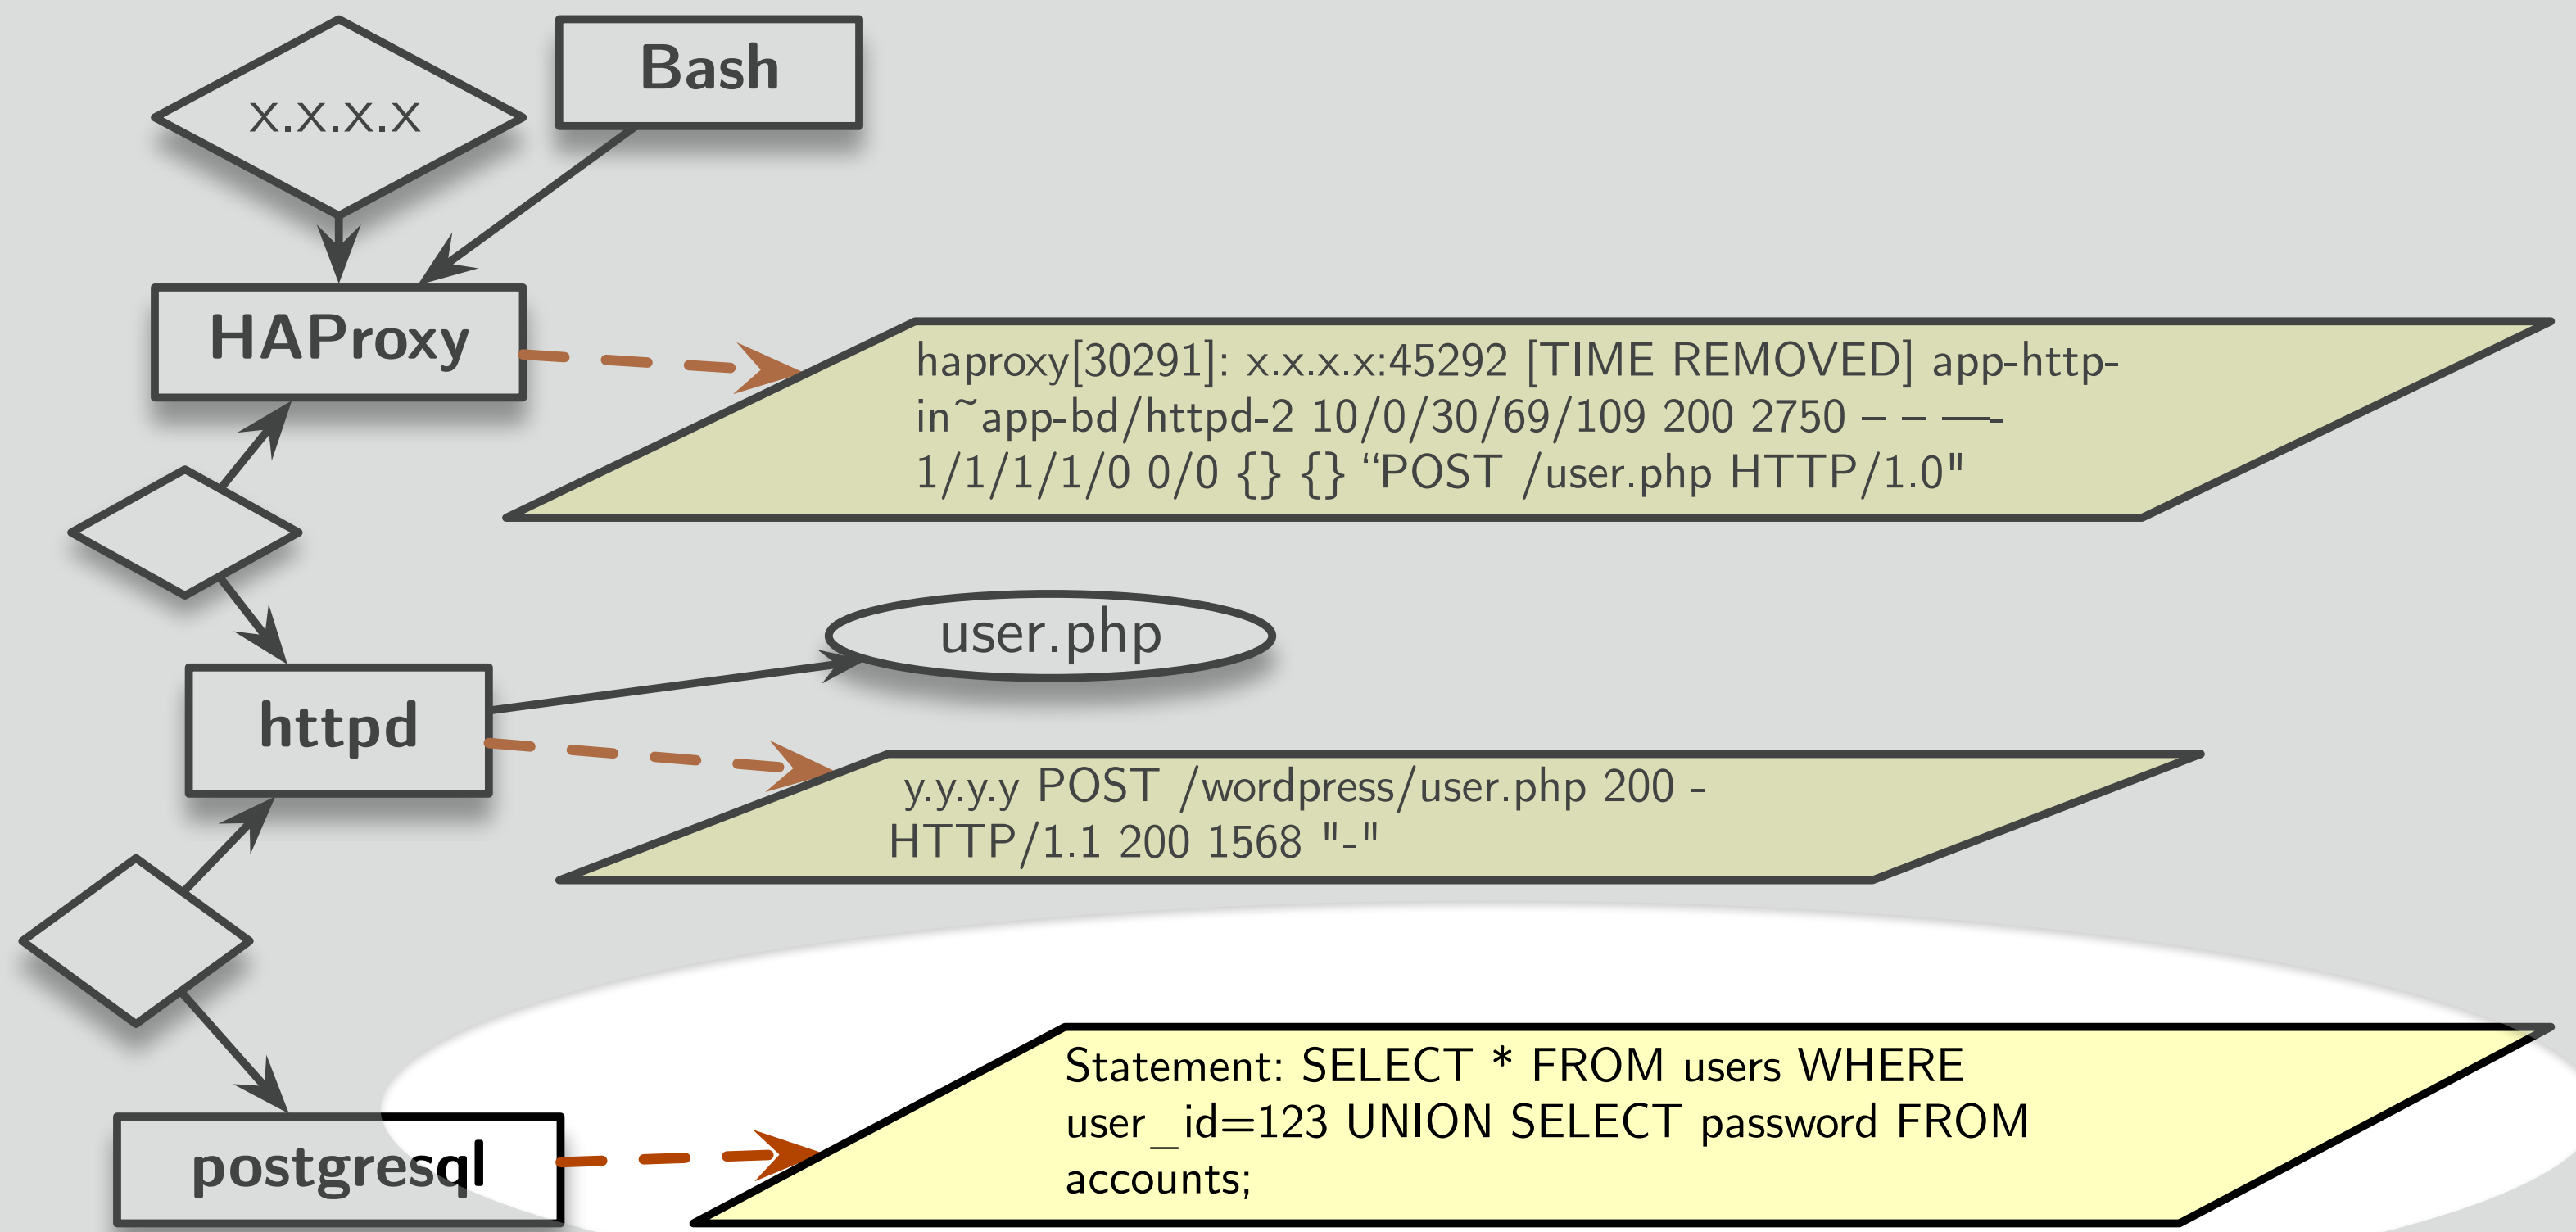 x.x.x.x
Bash
HAProxy
haproxy[30291]: x.x.x.x:45292 [TIME REMOVED] app-http-
in~app-bd/httpd-2 10/0/30/69/109 200 2750 – – —-
1/1/1/1/0 0/0 {} {} “POST /user.php HTTP/1.0"
user.php
httpd
y.y.y.y POST /wordpress/user.php 200 -
HTTP/1.1 200 1568 "-"
Statement: SELECT * FROM users WHERE
user_id=123 UNION SELECT password FROM
accounts;
postgresql